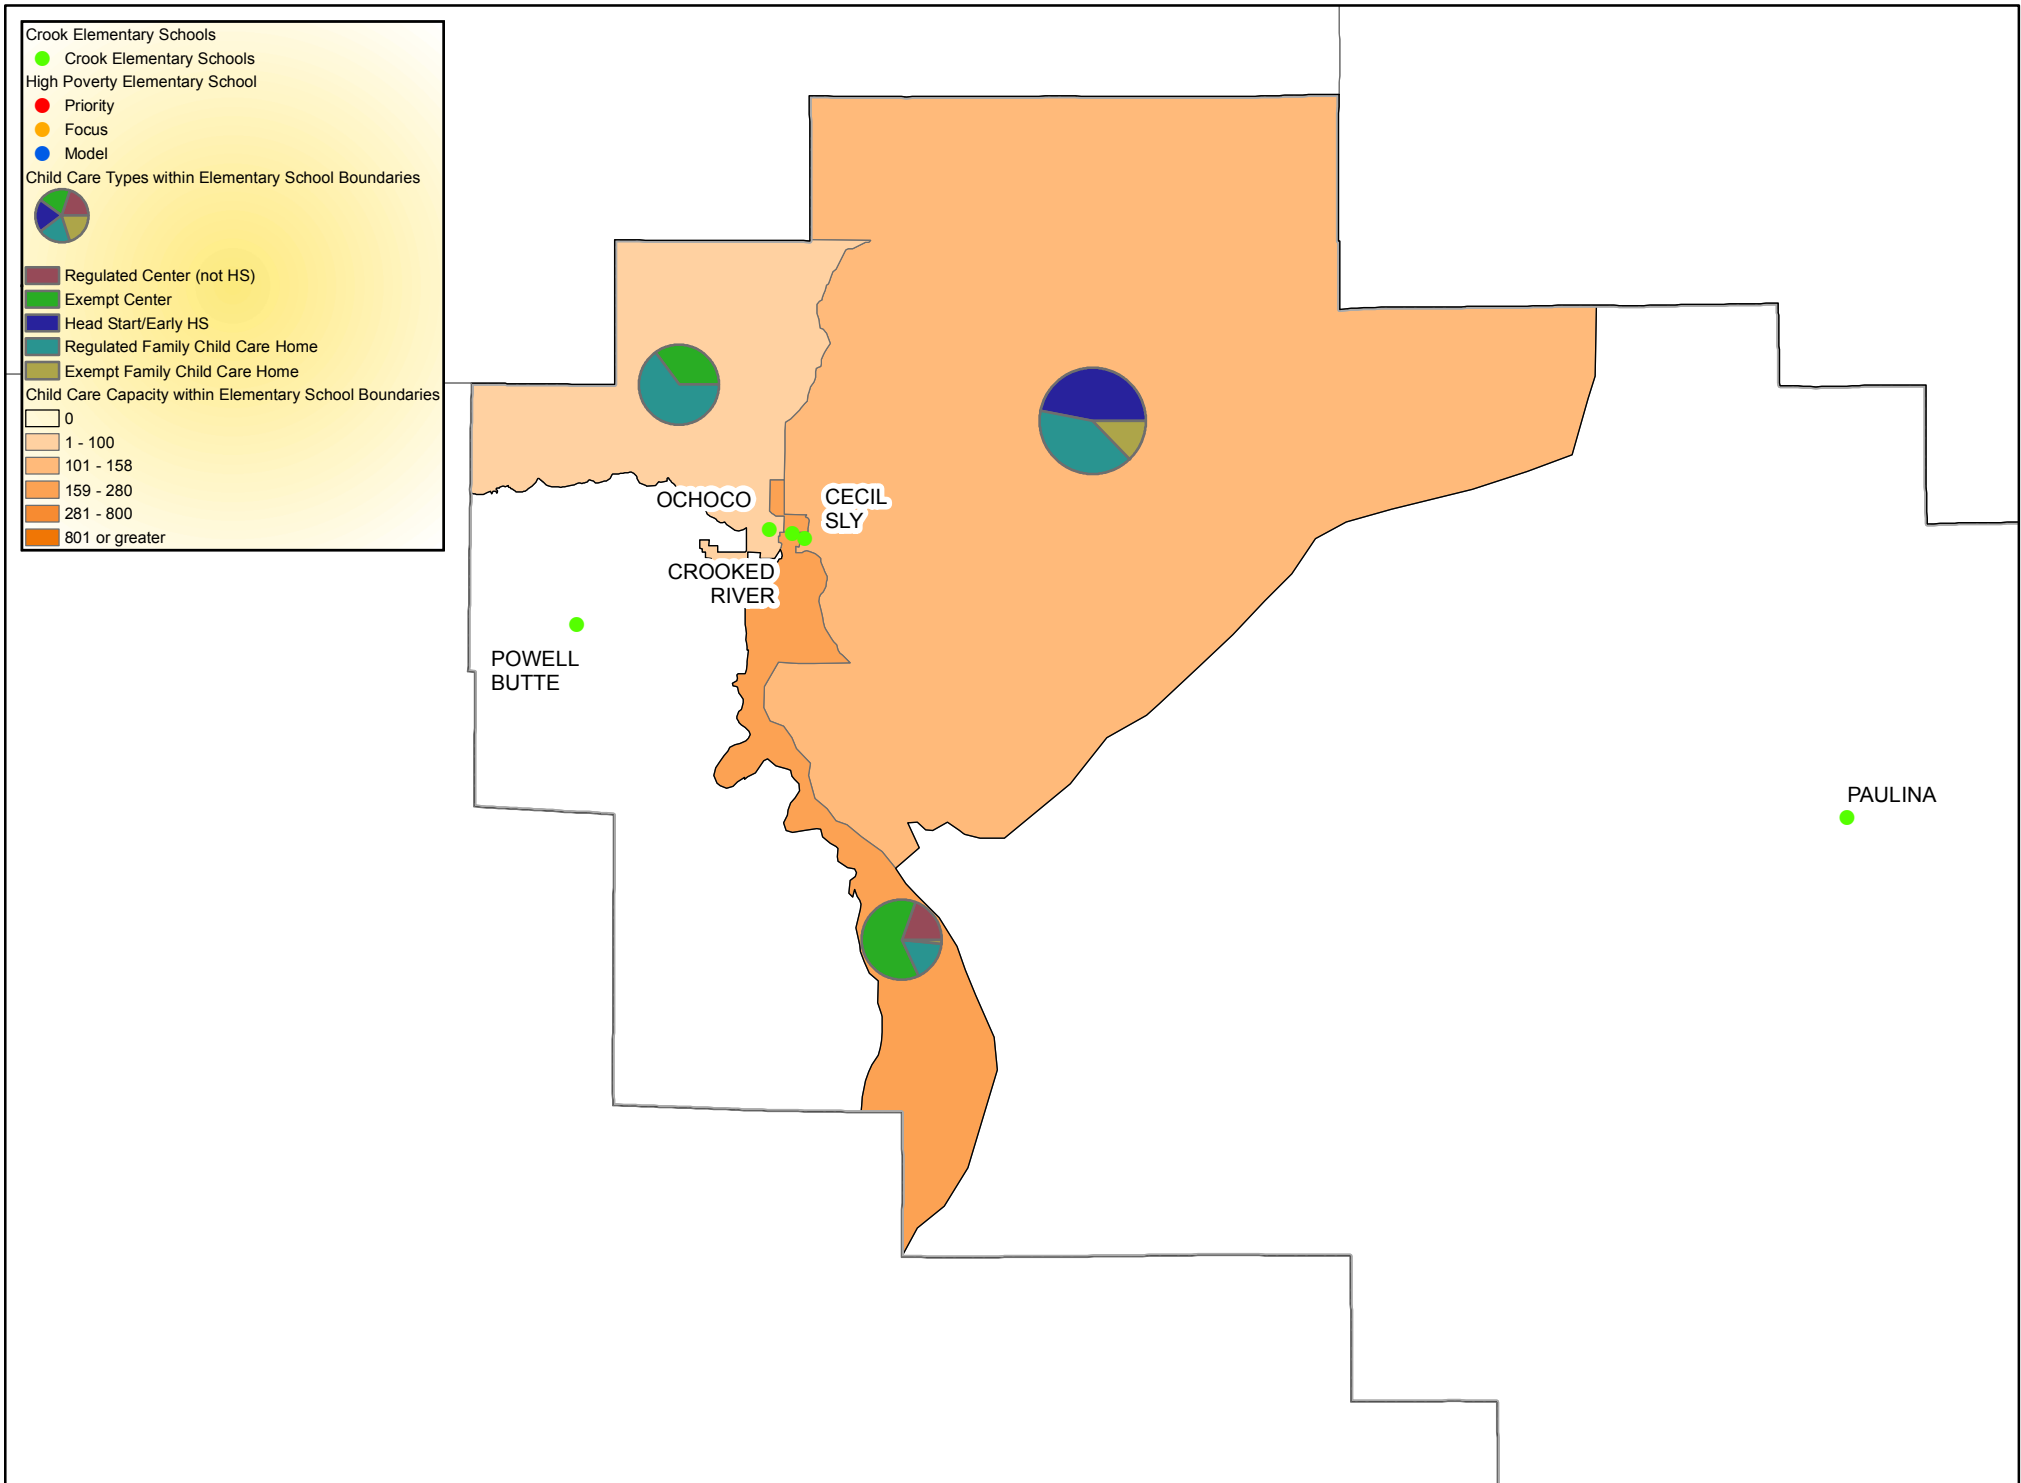 Crook Elementary Schools
Crook Elementary Schools
High Poverty Elementary School
Priority
Focus
Model
Child Care Types within Elementary School Boundaries
Regulated Center (not HS)
Exempt Center
Head Start/Early HS
Regulated Family Child Care Home
Exempt Family Child Care Home
Child Care Capacity within Elementary School Boundaries
0
1 - 100
101 - 158
159 - 280
281 - 800
801 or greater
OCHOCO
CECIL
SLY
CROOKED
RIVER
POWELL
BUTTE
PAULINA